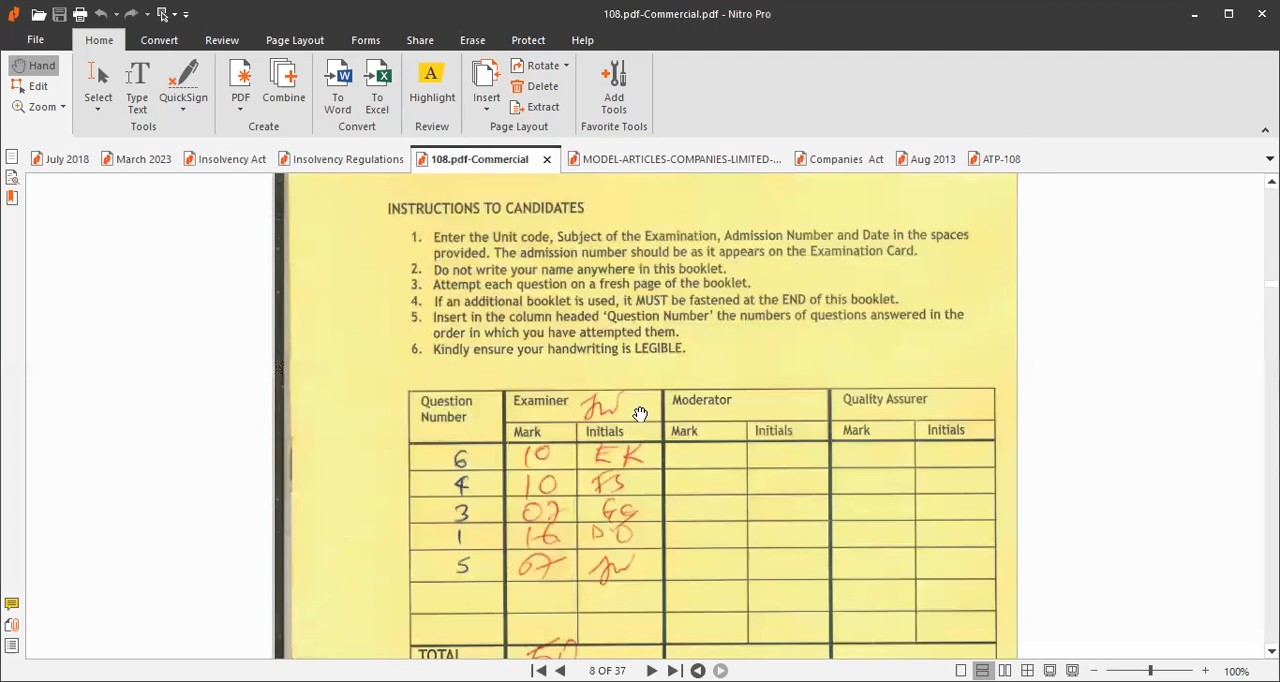 108.pdf-Commercial.pdf - Nitro Pro
File Home Convert Review Page Layout Forms Share Erase Protect Help
Hand
Edit
Zoom
Select
Type Text
QuickSign
Tools
PDF
Combine
Create
To Word
To Excel
Convert
Highlight
Review
Insert
Rotate
Delete
Extract
Page Layout
Add Tools
Favorite Tools
July 2018 March 2023 Insolvency Act Insolvency Regulations 108.pdf-Commercial MODEL-ARTICLES-COMPANIES-LIMITED-... Companies Act Aug 2013 ATP-108
INSTRUCTIONS TO CANDIDATES
1. Enter the Unit code, Subject of the Examination, Admission Number and Date in the spaces
provided. The admission number should be as it appears on the Examination Card.
2. Do not write your name anywhere in this booklet.
3. Attempt each question on a fresh page of the booklet.
4. If an additional booklet is used, it MUST be fastened at the END of this booklet.
5. Insert in the column headed 'Question Number' the numbers of questions answered in the
order in which you have attempted them.
6. Kindly ensure your handwriting is LEGIBLE.
Question Number Examiner Moderator Quality Assurer
Mark Initials Mark Initials Mark Initials
6 10 EK
4 10
3 07 GG
1 16 DO
5 07
TOTAL
8 OF 37
100%